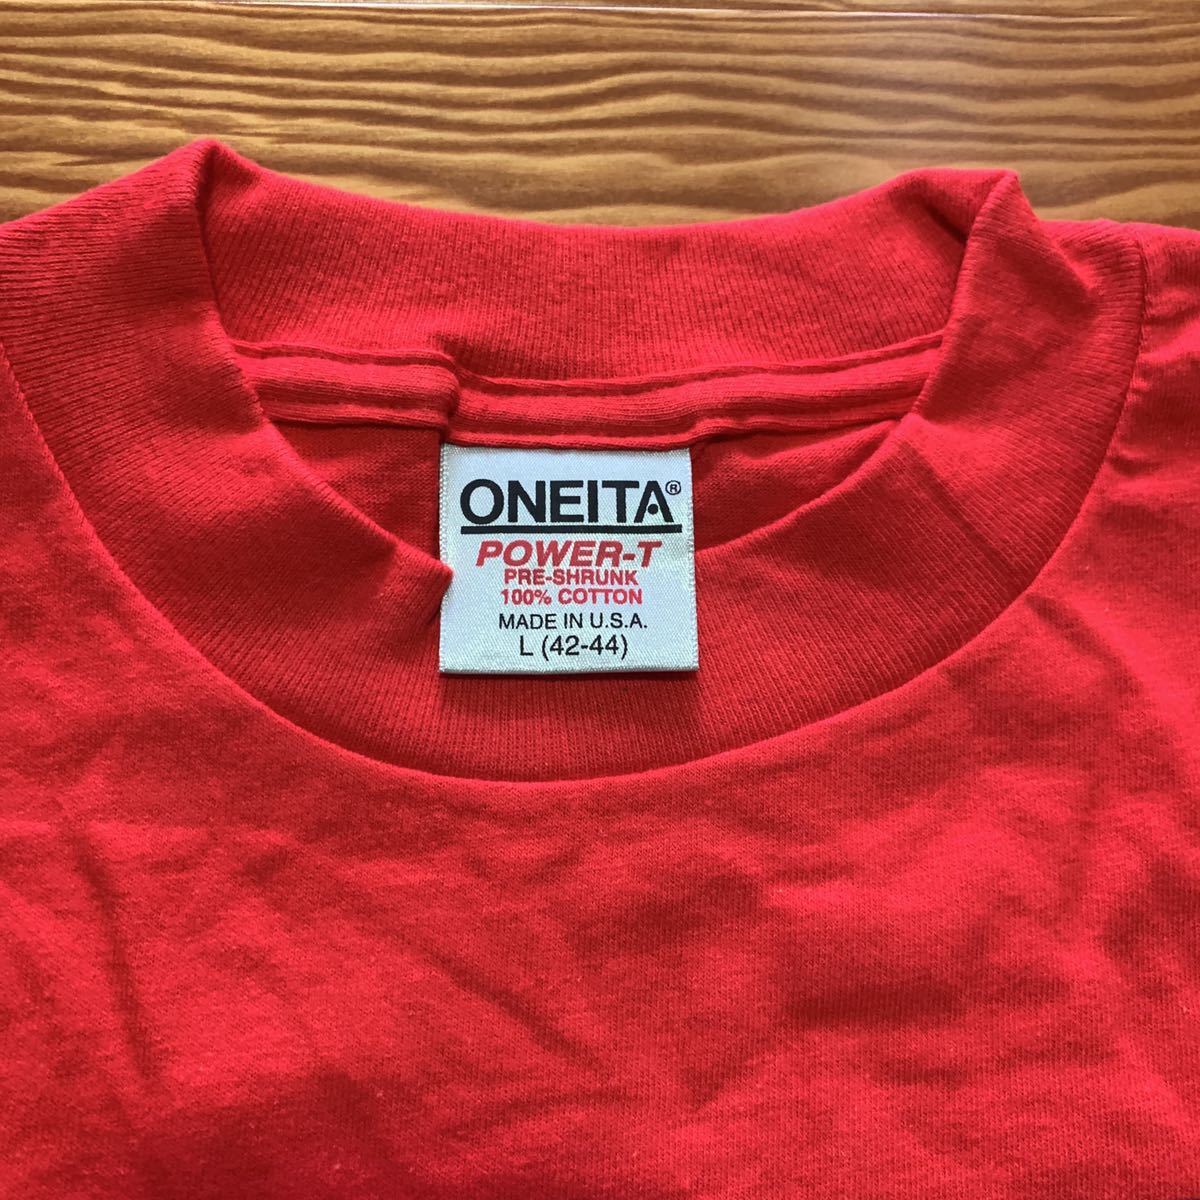 ONEITA®
POWER-T
PRE-SHRUNK
100% COTTON
MADE IN U.S.A.
L (42-44)